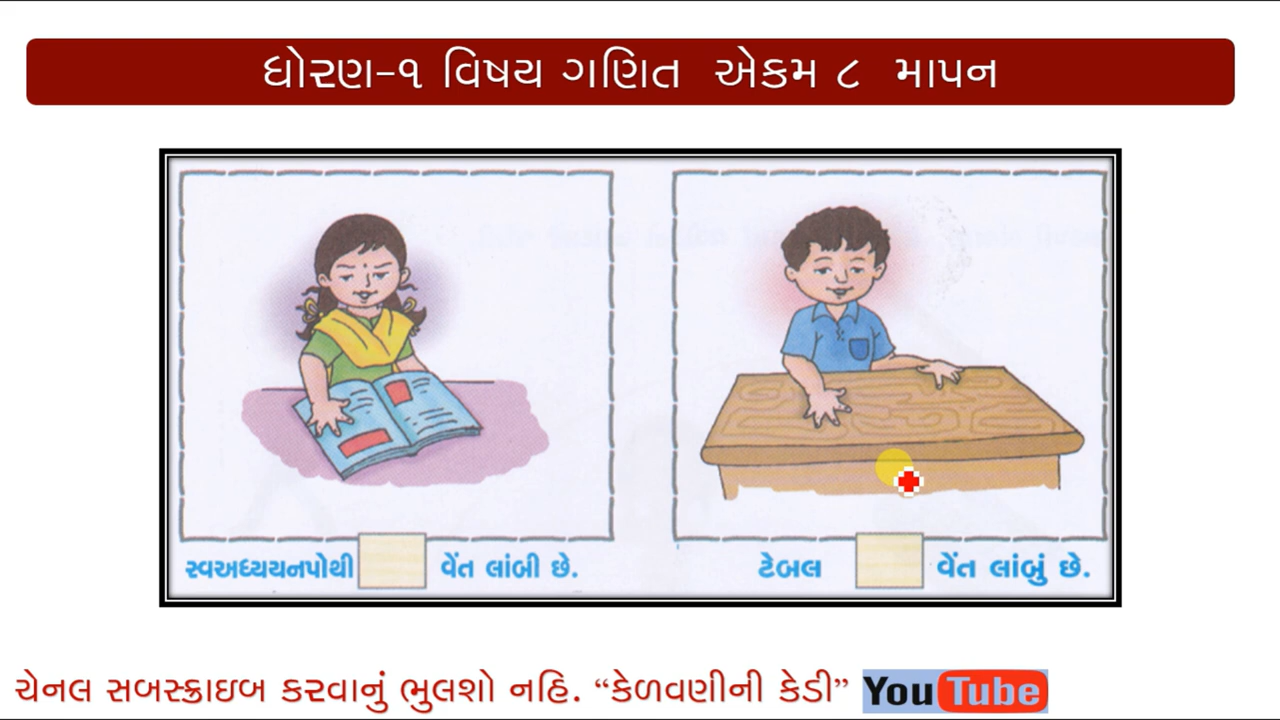 ધોરણ-૧ વિષય ગણિત એકમ ૮ માપન
સ્વઅધ્યયનપોથી વેંત લાંબી છે.
ટેબલ વેંત લાંબું છે.
ચેનલ સબસ્ક્રાઇબ કરવાનું ભુલશો નહિ. “કેળવણીની કેડી” YouTube